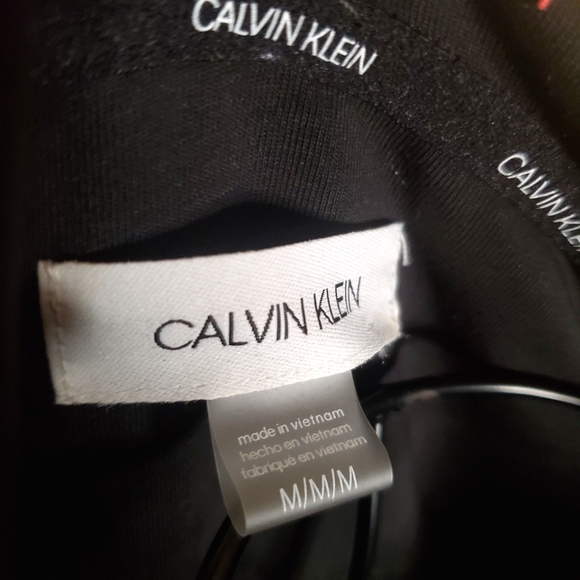 CALVIN KLEIN
CALVIN KLEIN
CALVIN KLEIN
made in vietnam
hecho en vietnam
fabriqué en vietnam
M/M/M